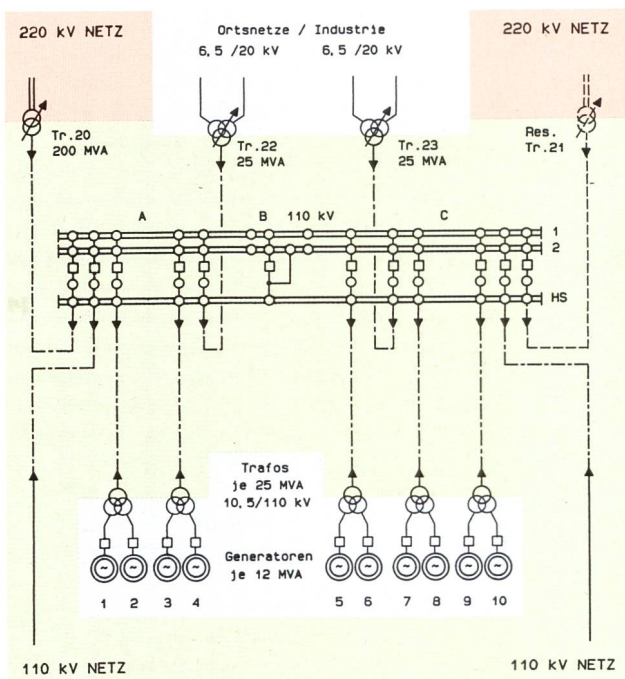 220 kV NETZ
Ortsnetze / Industrie
6,5 /20 kV
6,5 /20 kV
220 kV NETZ
Tr.20
200 MVA
Tr.22
25 MVA
Tr.23
25 MVA
Res.
Tr.21
A
B
110 kV
C
1
2
HS
Trafos
je 25 MVA
10,5/110 kV
Generatoren
je 12 MVA
~
~
~
~
~
~
~
~
~
~
1
2
3
4
5
6
7
8
9
10
110 kV NETZ
110 kV NETZ